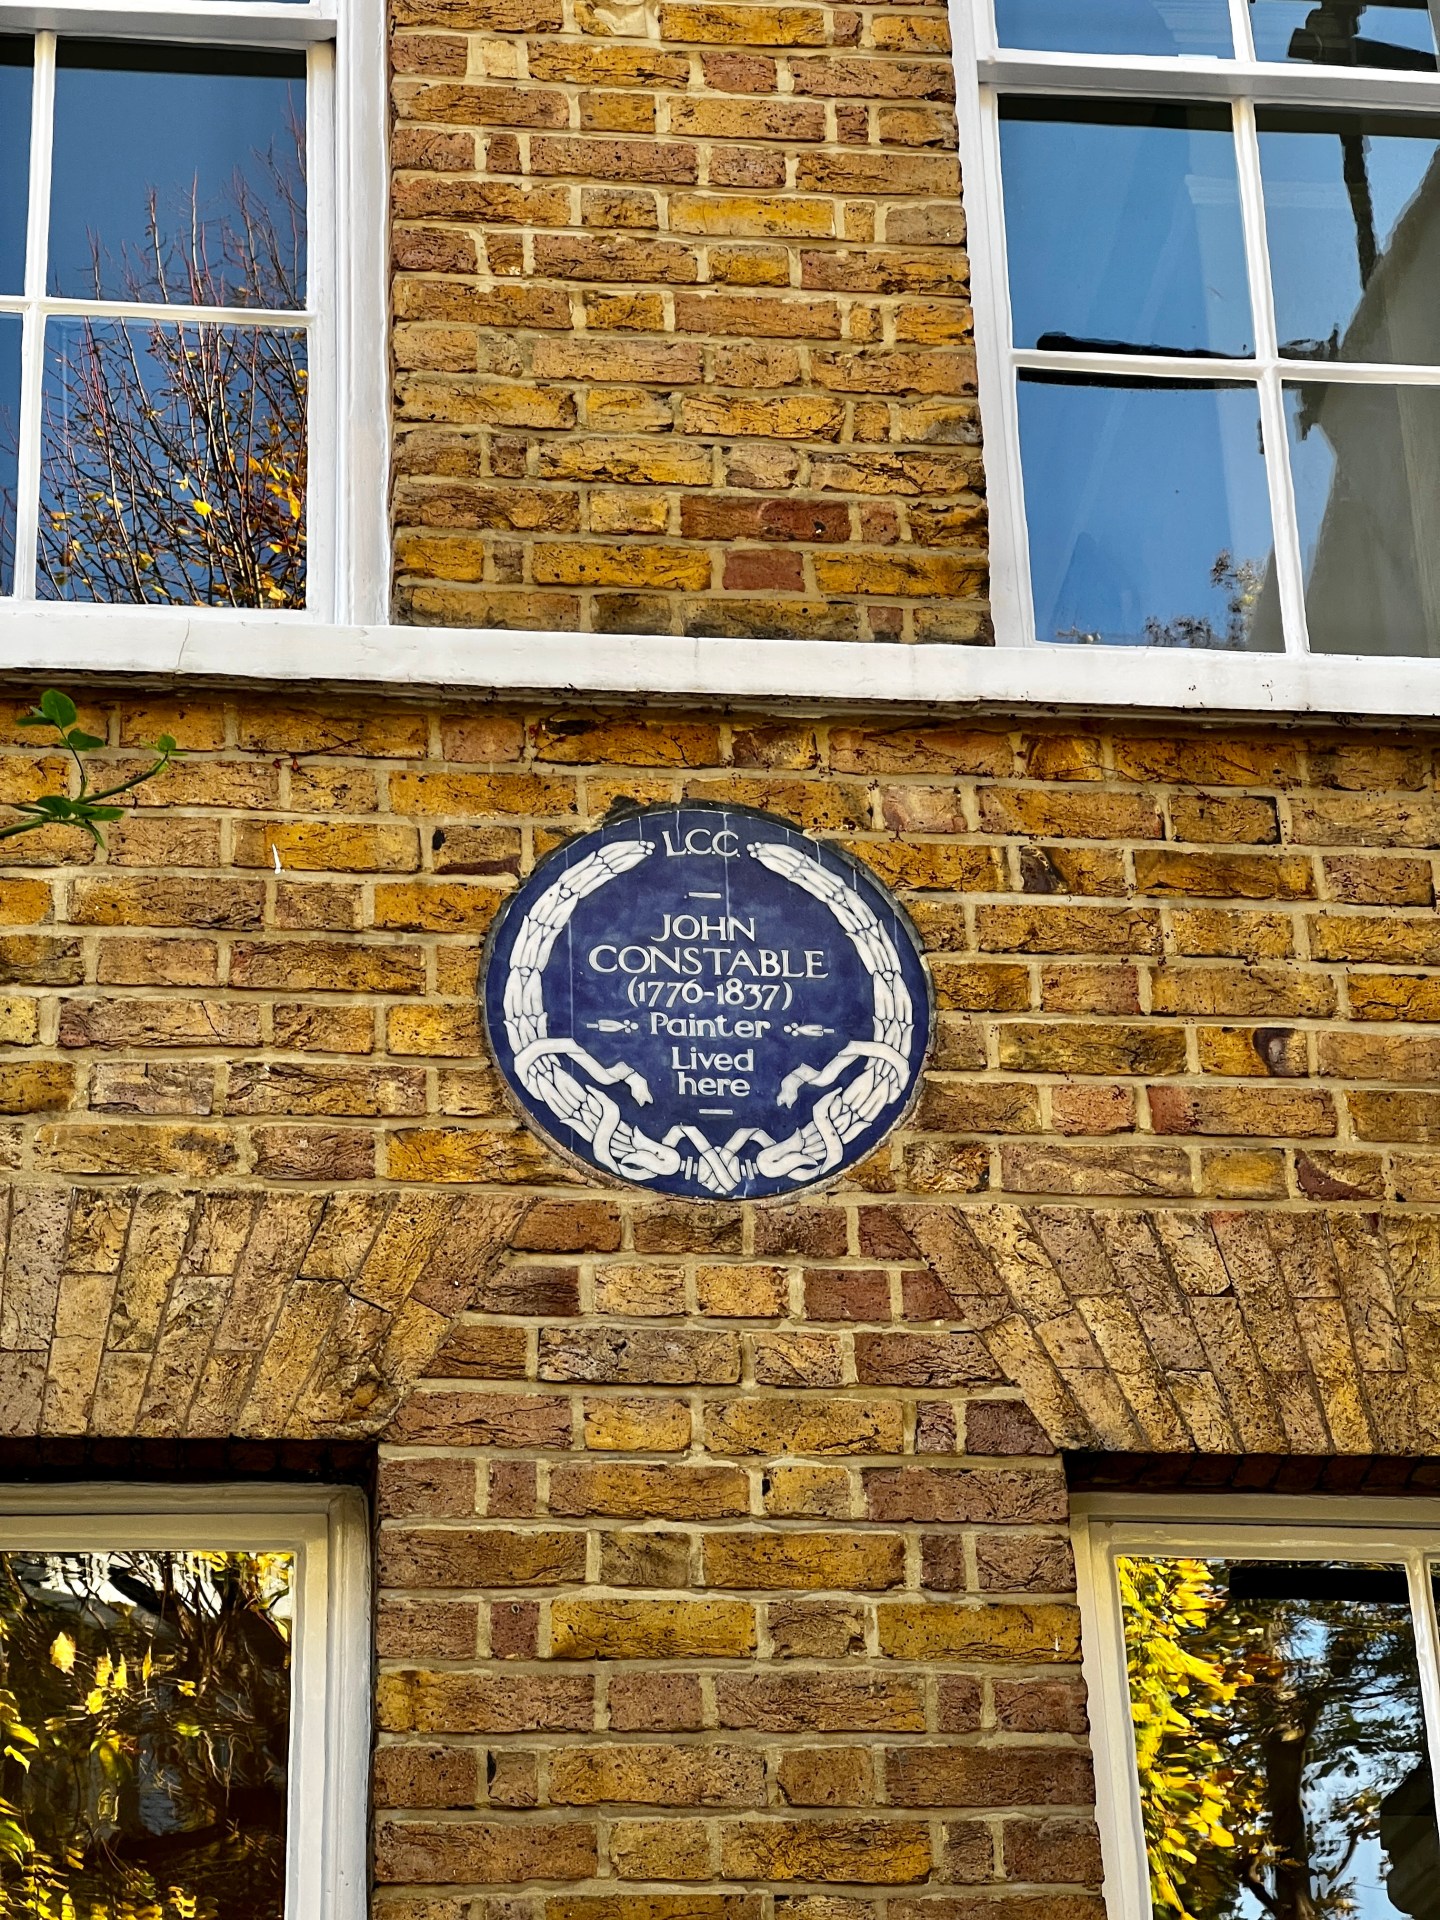 L.C.C.
JOHN
CONSTABLE
(1776-1837)
Painter
Lived
here